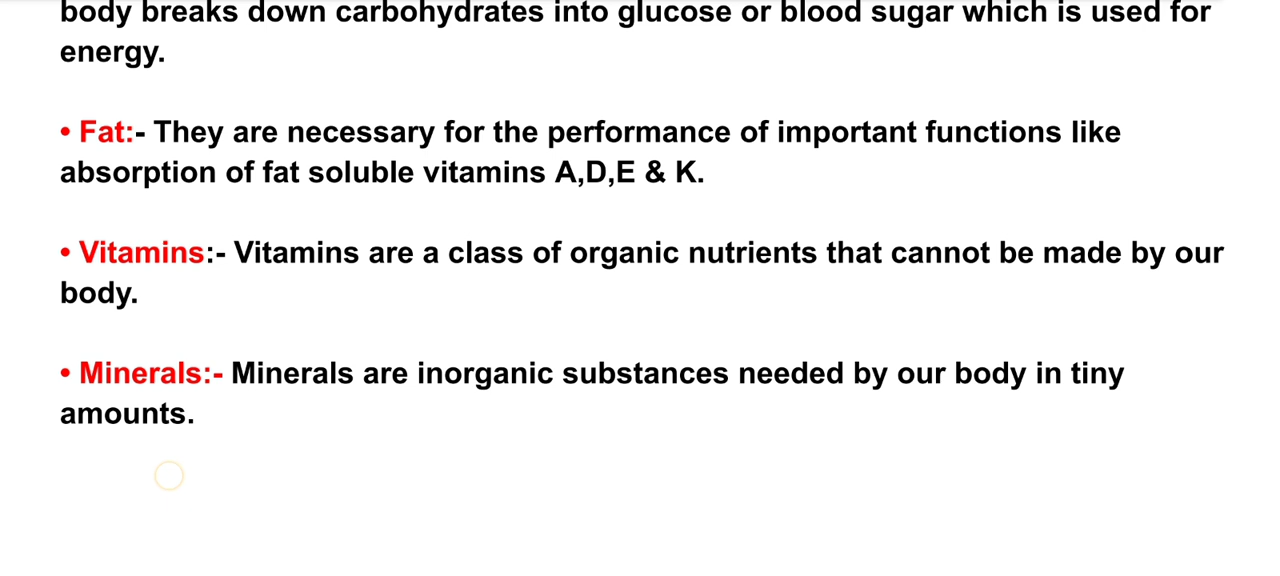 body breaks down carbohydrates into glucose or blood sugar which is used for
energy.
• Fat:- They are necessary for the performance of important functions like
absorption of fat soluble vitamins A,D,E & K.
• Vitamins:- Vitamins are a class of organic nutrients that cannot be made by our
body.
• Minerals:- Minerals are inorganic substances needed by our body in tiny
amounts.